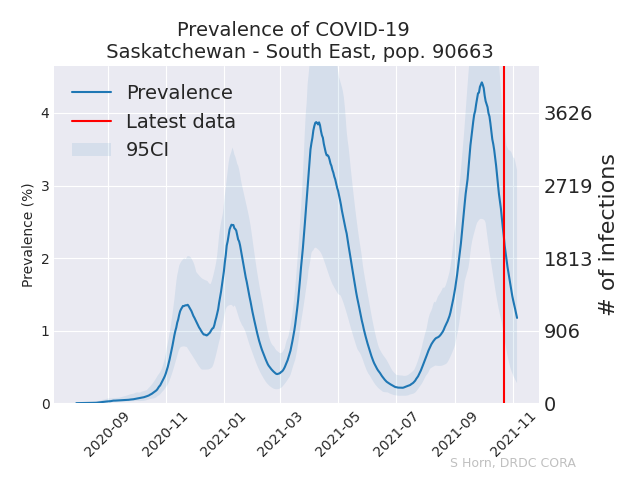 Prevalence of COVID-19
Saskatchewan - South East, pop. 90663
Prevalence
Latest data
95CI
Prevalence (%)
4
3
2
1
0
3626
2719
1813
906
0
# of infections
2020-09
2020-11
2021-01
2021-03
2021-05
2021-07
2021-09
2021-11
S Horn, DRDC CORA